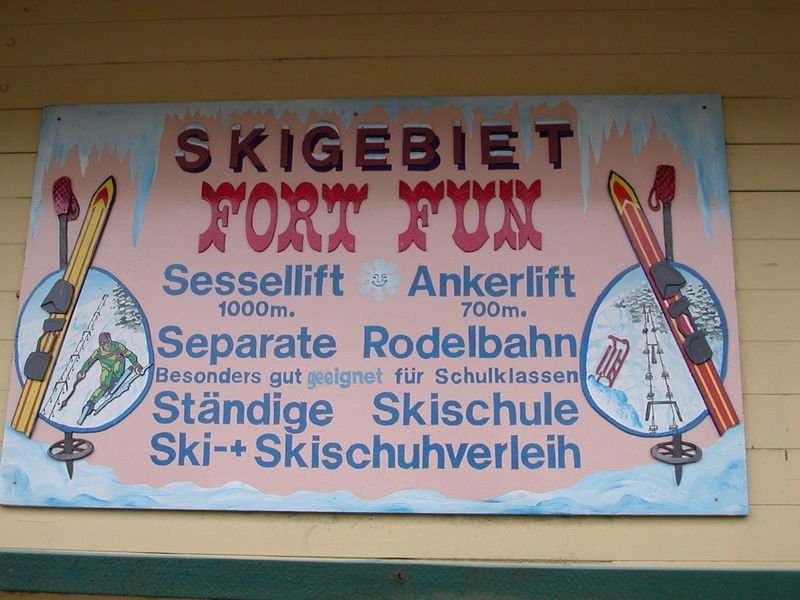 SKIGEBIET
FORT FUN
Sessellift Ankerlift
1000m. 700m.
Separate Rodelbahn
Besonders gut geeignet für Schulklassen
Ständige Skischule
Ski-+ Skischuhverleih